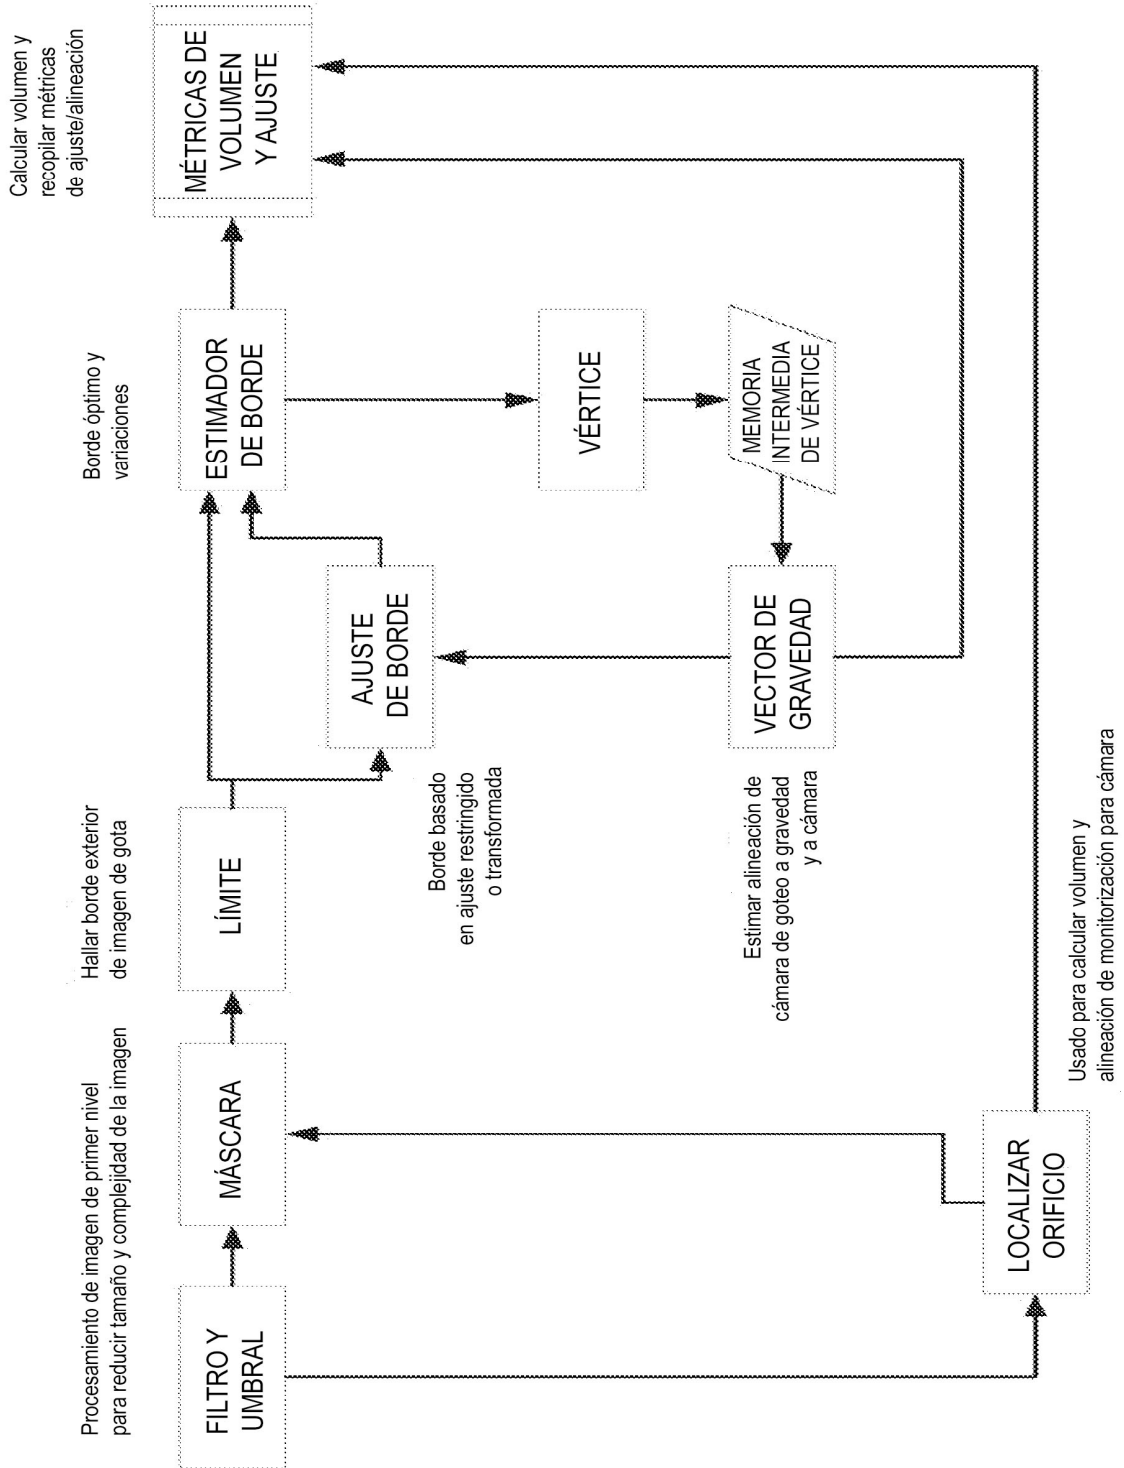 Procesamiento de imagen de primer nivel
para reducir tamaño y complejidad de la imagen
Hallar borde exterior
de imagen de gota
Borde óptimo y
variaciones
Calcular volumen y
recopilar métricas
de ajuste/alineación
FILTRO Y
UMBRAL
MÁSCARA
LÍMITE
ESTIMADOR
DE BORDE
MÉTRICAS DE
VOLUMEN
Y AJUSTE
AJUSTE
DE BORDE
Borde basado
en ajuste restringido
o transformada
VÉRTICE
MEMORIA
INTERMEDIA
DE VÉRTICE
VECTOR DE
GRAVEDAD
Estimar alineación de
cámara de goteo a gravedad
y a cámara
LOCALIZAR
ORIFICIO
Usado para calcular volumen y
alineación de monitorización para cámara